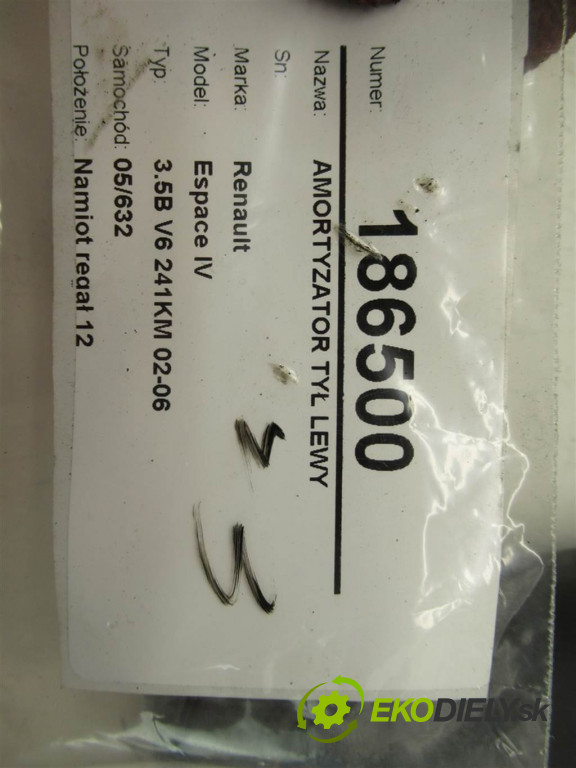 Numer: 186500
Nazwa: AMORTYZATOR TYŁ LEWY
Sn:
Marka: Renault
Model: Espace IV
Typ: 3.5B V6 241KM 02-06
Samochód: 05/632
Położenie: Namiot regał 12
EKODIELY.sk